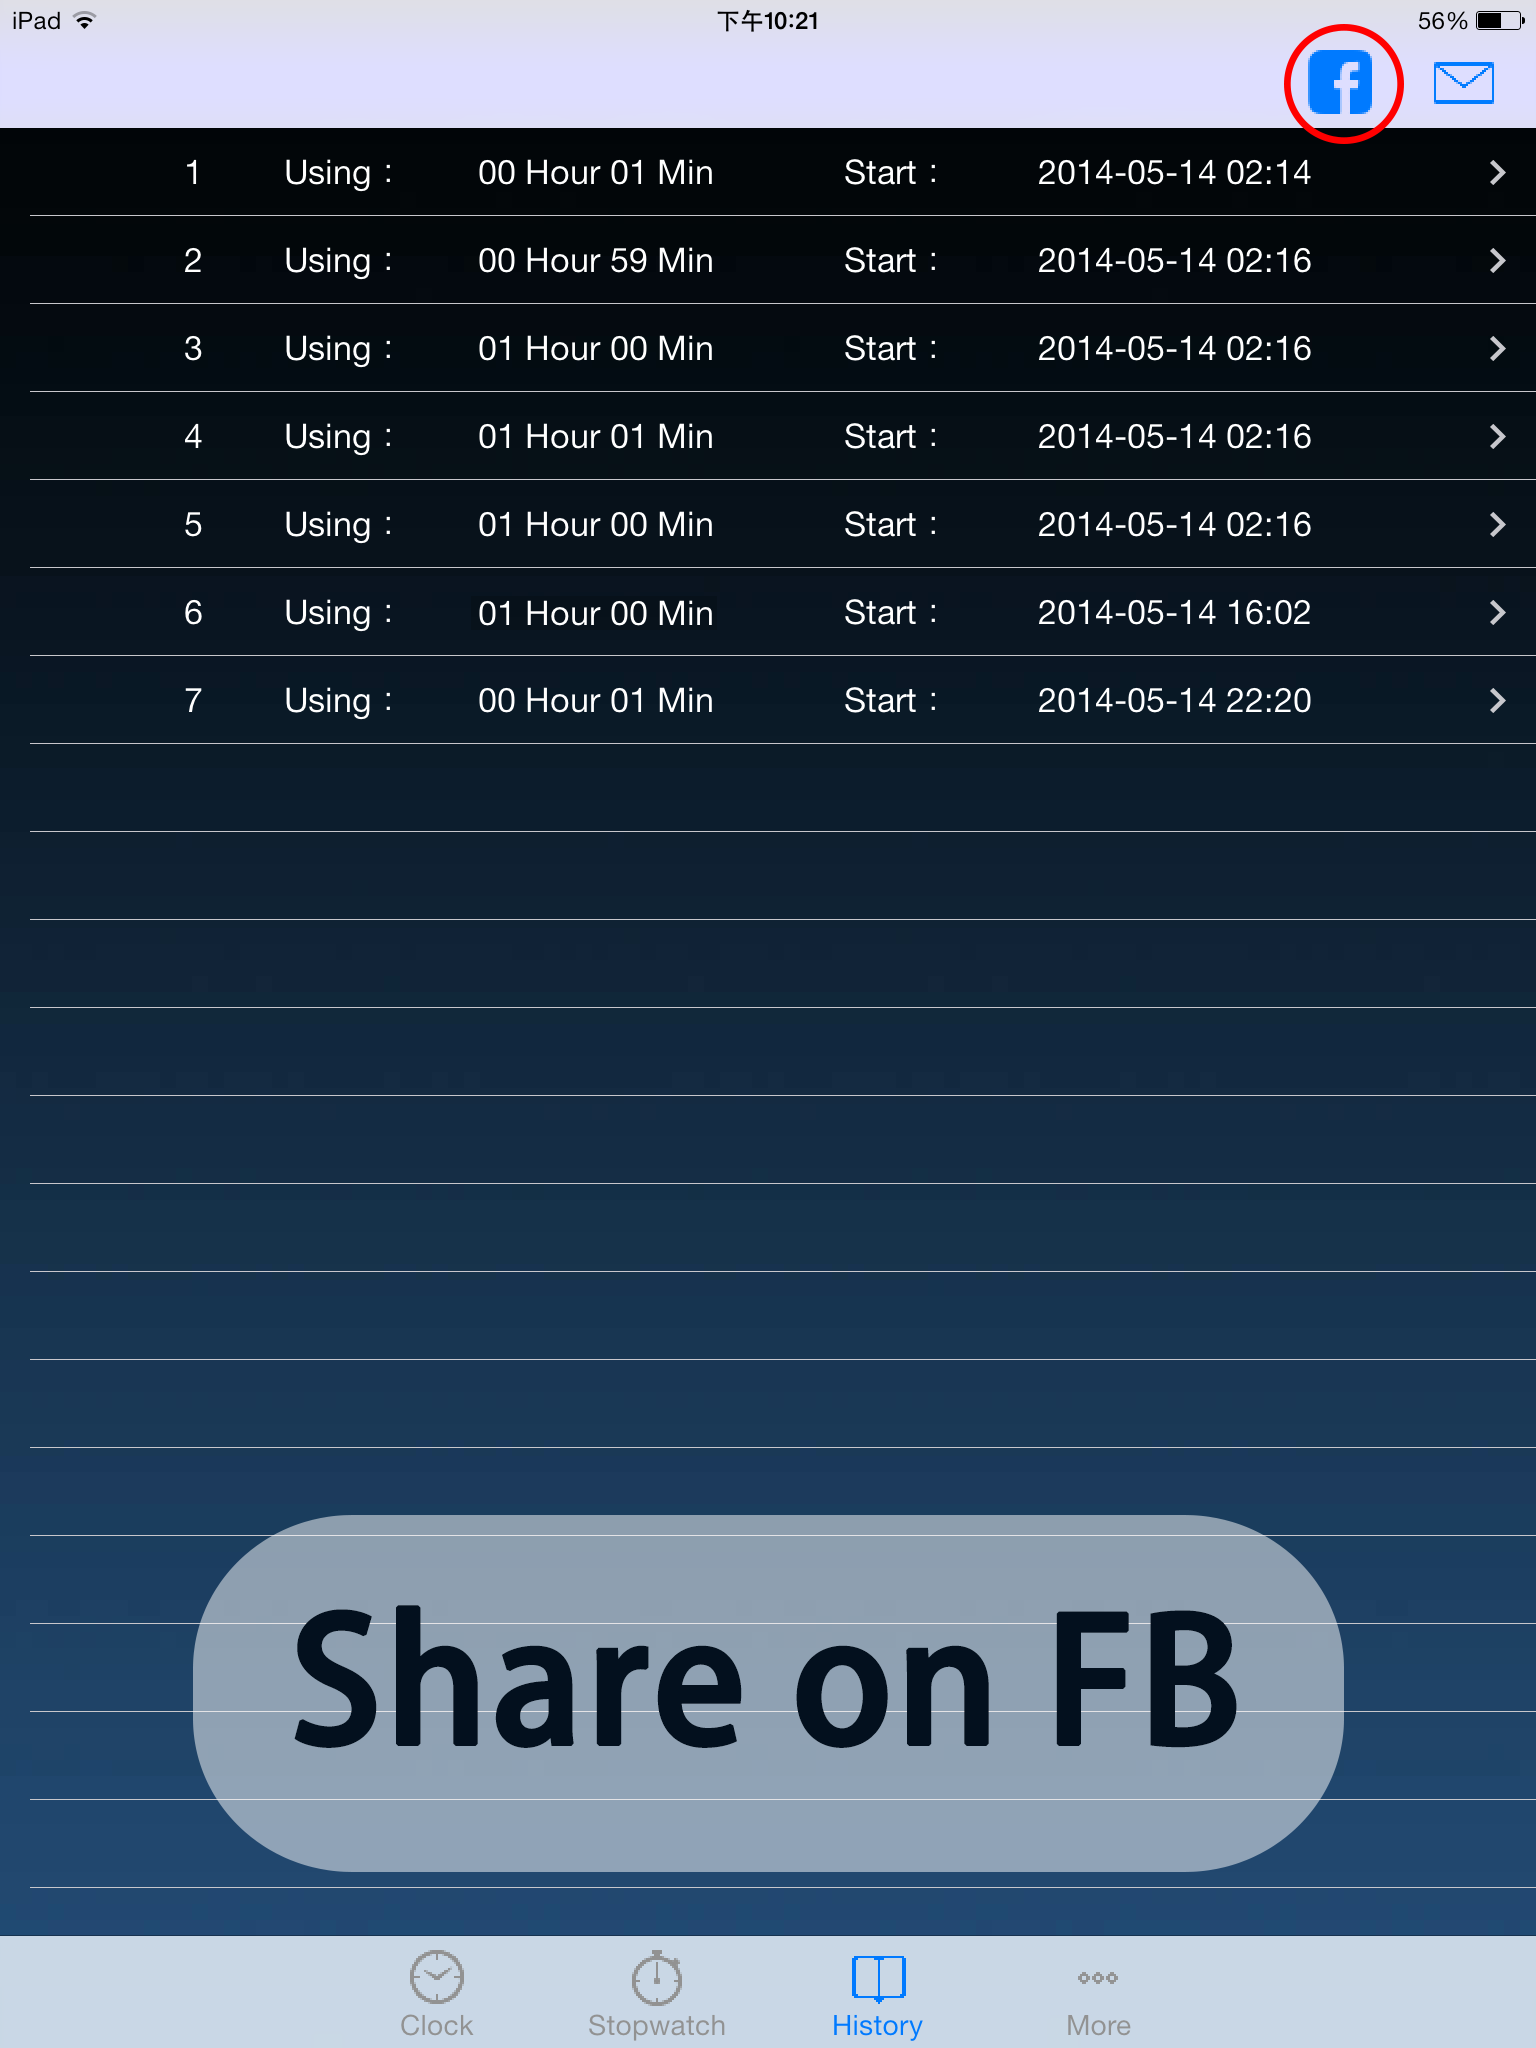 iPad 下午10:21 56%
1 Using： 00 Hour 01 Min Start： 2014-05-14 02:14
2 Using： 00 Hour 59 Min Start： 2014-05-14 02:16
3 Using： 01 Hour 00 Min Start： 2014-05-14 02:16
4 Using： 01 Hour 01 Min Start： 2014-05-14 02:16
5 Using： 01 Hour 00 Min Start： 2014-05-14 02:16
6 Using： 01 Hour 00 Min Start： 2014-05-14 16:02
7 Using： 00 Hour 01 Min Start： 2014-05-14 22:20
Share on FB
Clock Stopwatch History More